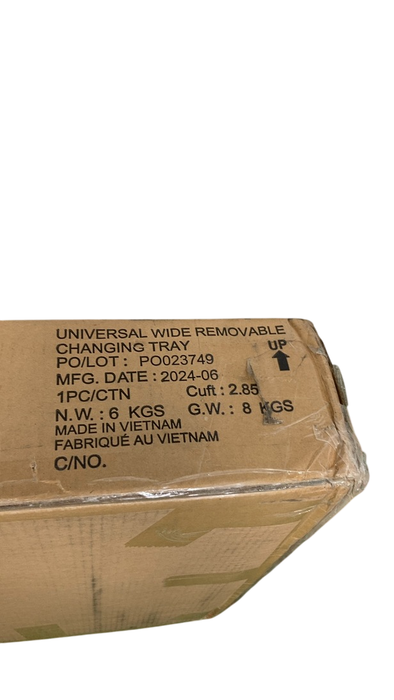 UNIVERSAL WIDE REMOVABLE
CHANGING TRAY
UP
PO/LOT : PO023749
MFG. DATE : 2024-06
1PC/CTN Cuft : 2.85
N.W. : 6 KGS G.W. : 8 KGS
MADE IN VIETNAM
FABRIQUÉ AU VIETNAM
C/NO.